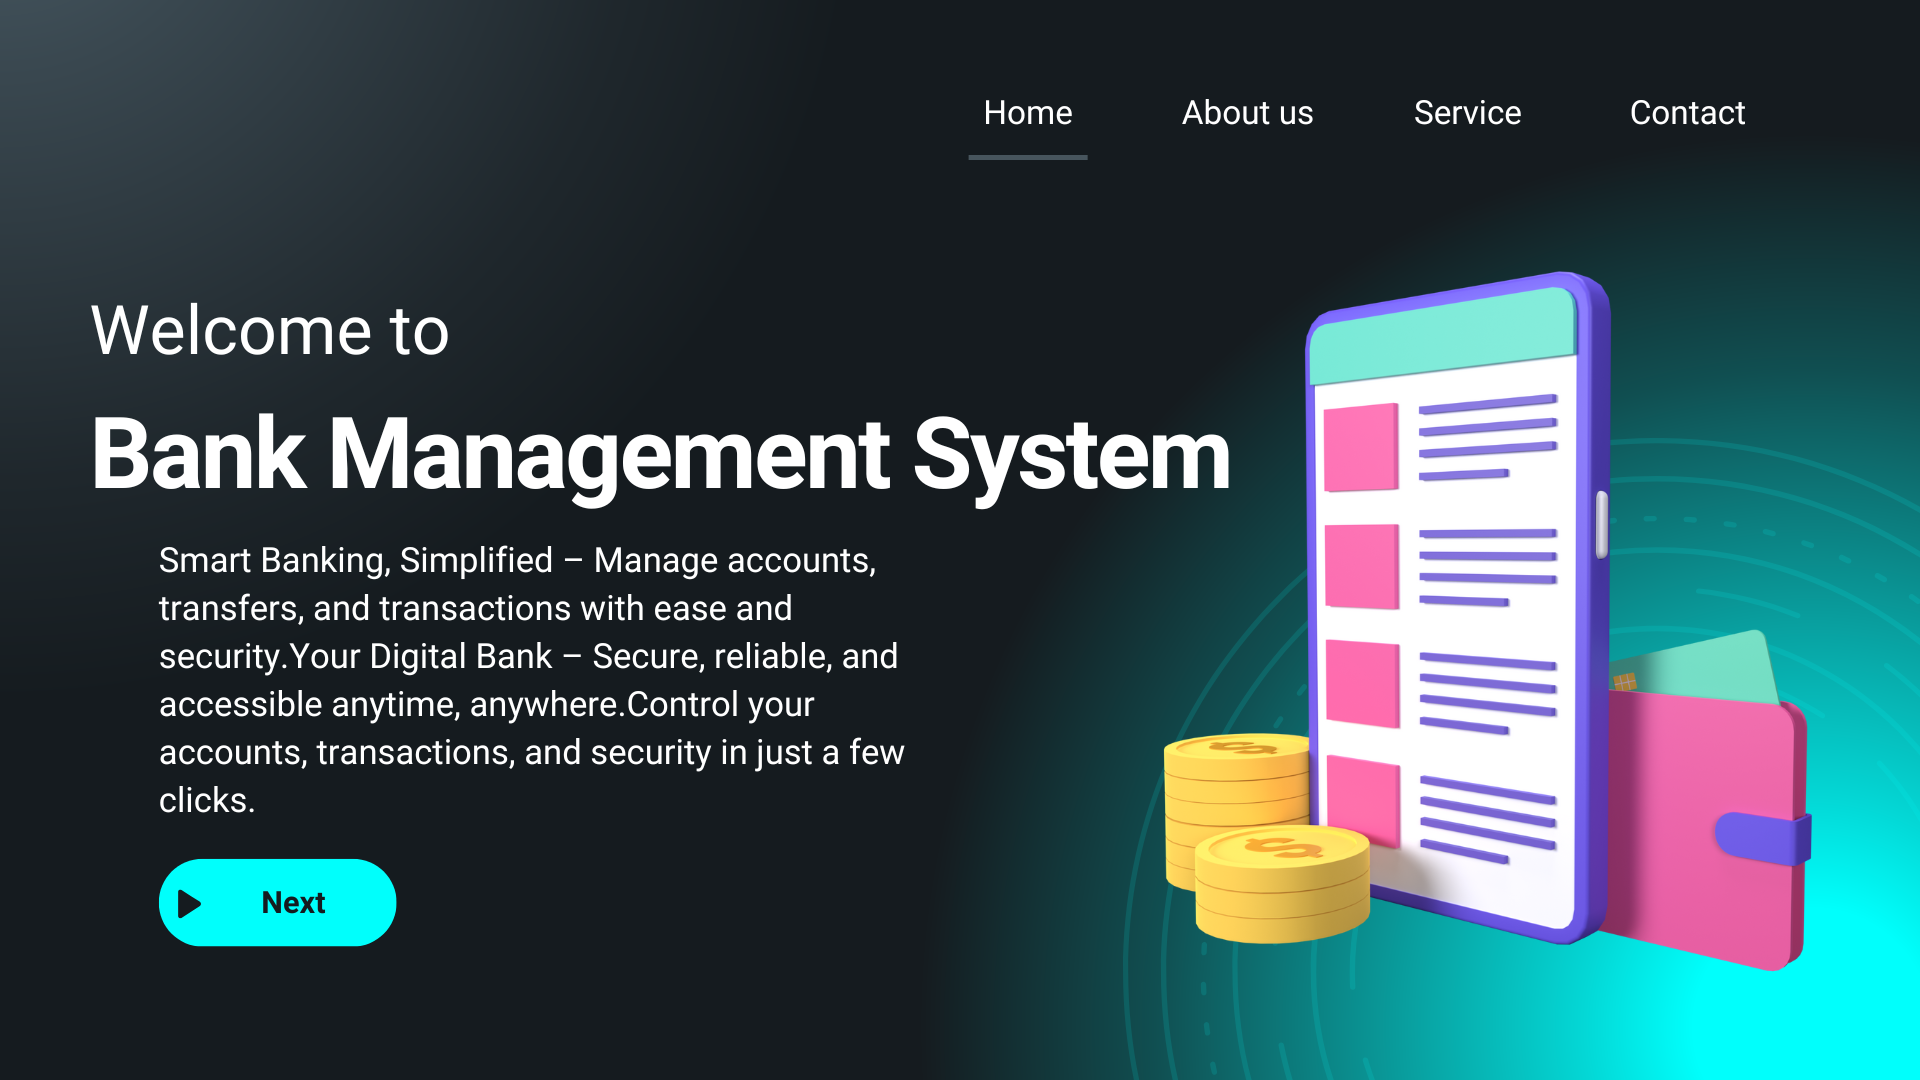 Home About us Service Contact
Welcome to
Bank Management System
Smart Banking, Simplified – Manage accounts,
transfers, and transactions with ease and
security.Your Digital Bank – Secure, reliable, and
accessible anytime, anywhere.Control your
accounts, transactions, and security in just a few
clicks.
Next
$
$